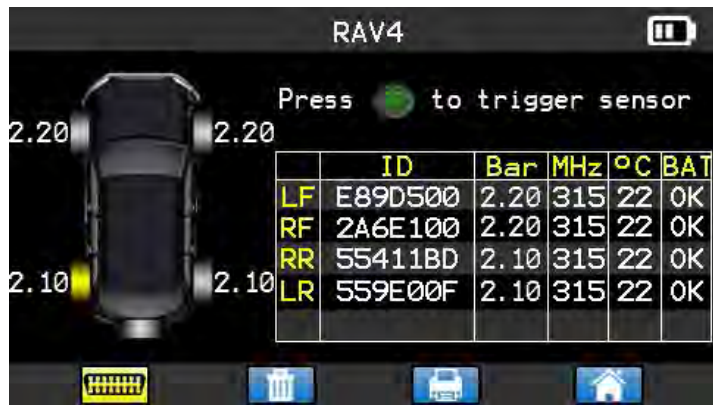 RAV4
Press to trigger sensor
2.20 2.20
ID Bar MHz ºC BAT
LF E89D500 2.20 315 22 OK
RF 2A6E100 2.20 315 22 OK
RR 55411BD 2.10 315 22 OK
2.10 2.10
LR 559E00F 2.10 315 22 OK